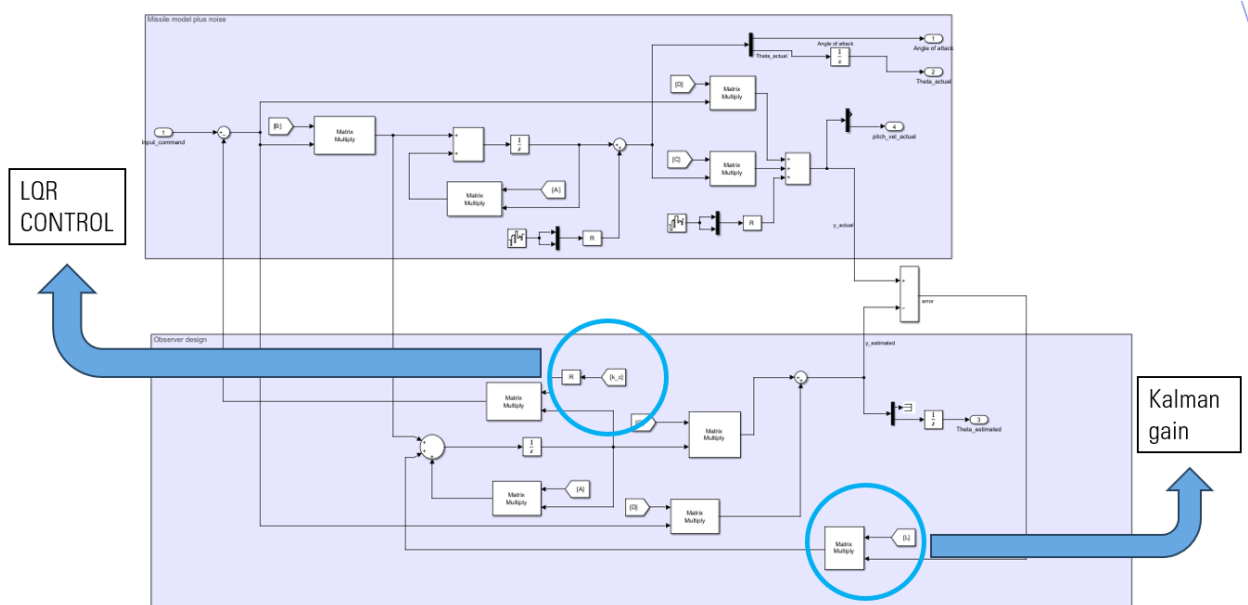 Missile model plus noise
1
Input_command
[B]
Matrix
Multiply
1
s
Matrix
Multiply
[A]
R
[D]
Matrix
Multiply
[C]
Matrix
Multiply
R
Theta_actual
Angle of attack
1
s
1
Angle of attack
2
Theta_actual
4
pitch_vel_actual
y_actual
LQR
CONTROL
error
Observer design
y_estimated
R
[k_c]
Matrix
Multiply
1
s
Matrix
Multiply
[A]
Matrix
Multiply
[D]
Matrix
Multiply
1
s
3
Theta_estimated
Matrix
Multiply
[L]
Kalman
gain